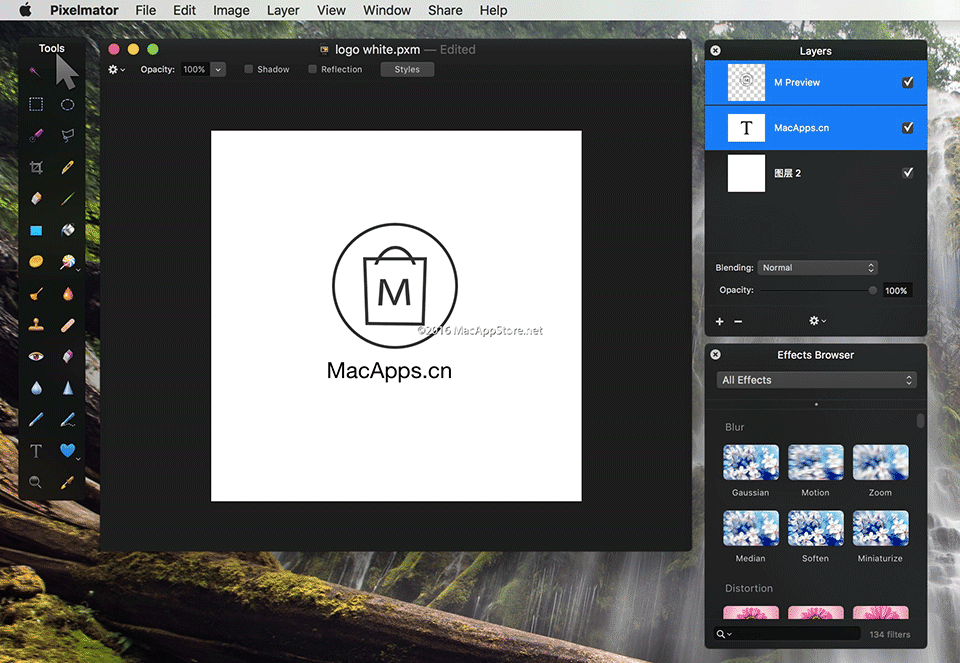 Pixelmator File Edit Image Layer View Window Share Help
Tools
logo white.pxm — Edited
Opacity: 100% Shadow Reflection Styles
M
©2016 MacAppStore.net
MacApps.cn
T
Layers
M Preview
T MacApps.cn
图层 2
Blending: Normal
Opacity: 100%
Effects Browser
All Effects
Blur
Gaussian Motion Zoom
Median Soften Miniaturize
Distortion
134 filters